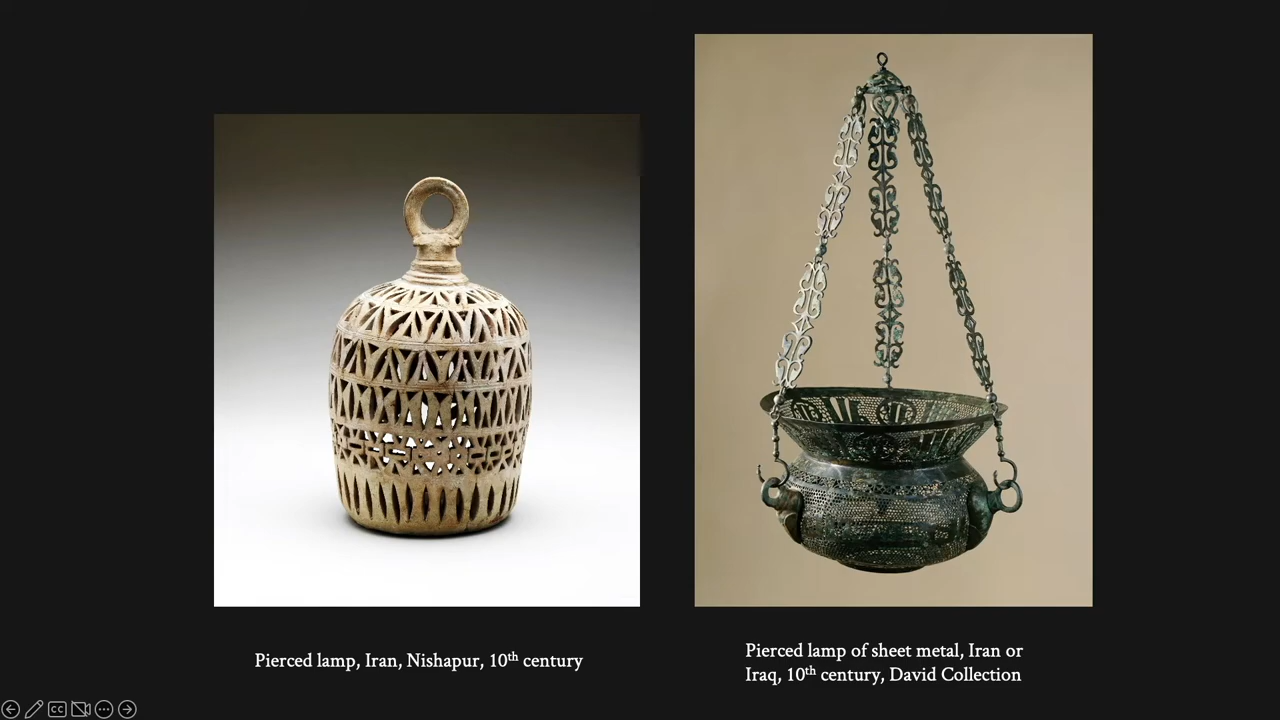 Pierced lamp, Iran, Nishapur, 10th century
Pierced lamp of sheet metal, Iran or
Iraq, 10th century, David Collection